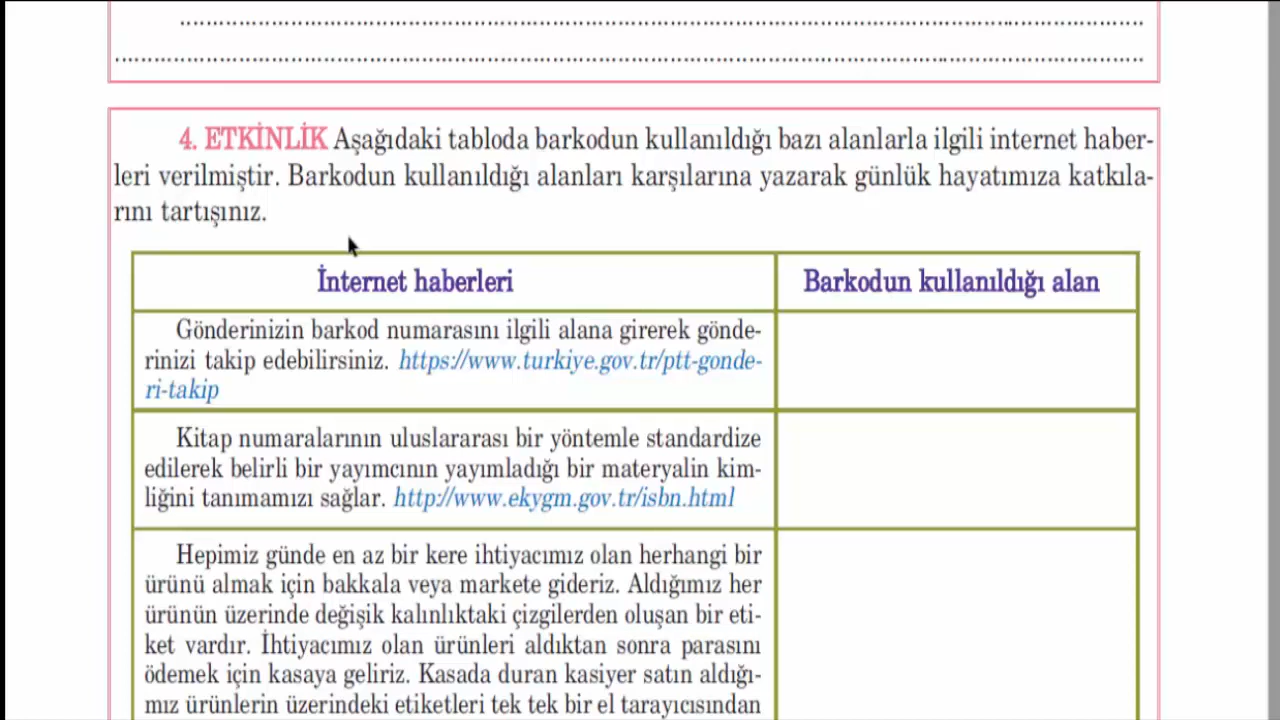 4. ETKİNLİK Aşağıdaki tabloda barkodun kullanıldığı bazı alanlarla ilgili internet haber-
leri verilmiştir. Barkodun kullanıldığı alanları karşılarına yazarak günlük hayatımıza katkıla-
rını tartışınız.
İnternet haberleri
Barkodun kullanıldığı alan
Gönderinizin barkod numarasını ilgili alana girerek gönde-
rinizi takip edebilirsiniz. https://www.turkiye.gov.tr/ptt-gonde-
ri-takip
Kitap numaralarının uluslararası bir yöntemle standardize
edilerek belirli bir yayımcının yayımladığı bir materyalin kim-
liğini tanımamızı sağlar. http://www.ekygm.gov.tr/isbn.html
Hepimiz günde en az bir kere ihtiyacımız olan herhangi bir
ürünü almak için bakkala veya markete gideriz. Aldığımız her
ürünün üzerinde değişik kalınlıktaki çizgilerden oluşan bir eti-
ket vardır. İhtiyacımız olan ürünleri aldıktan sonra parasını
ödemek için kasaya geliriz. Kasada duran kasiyer satın aldığı-
mız ürünlerin üzerindeki etiketleri tek tek bir el tarayıcısından